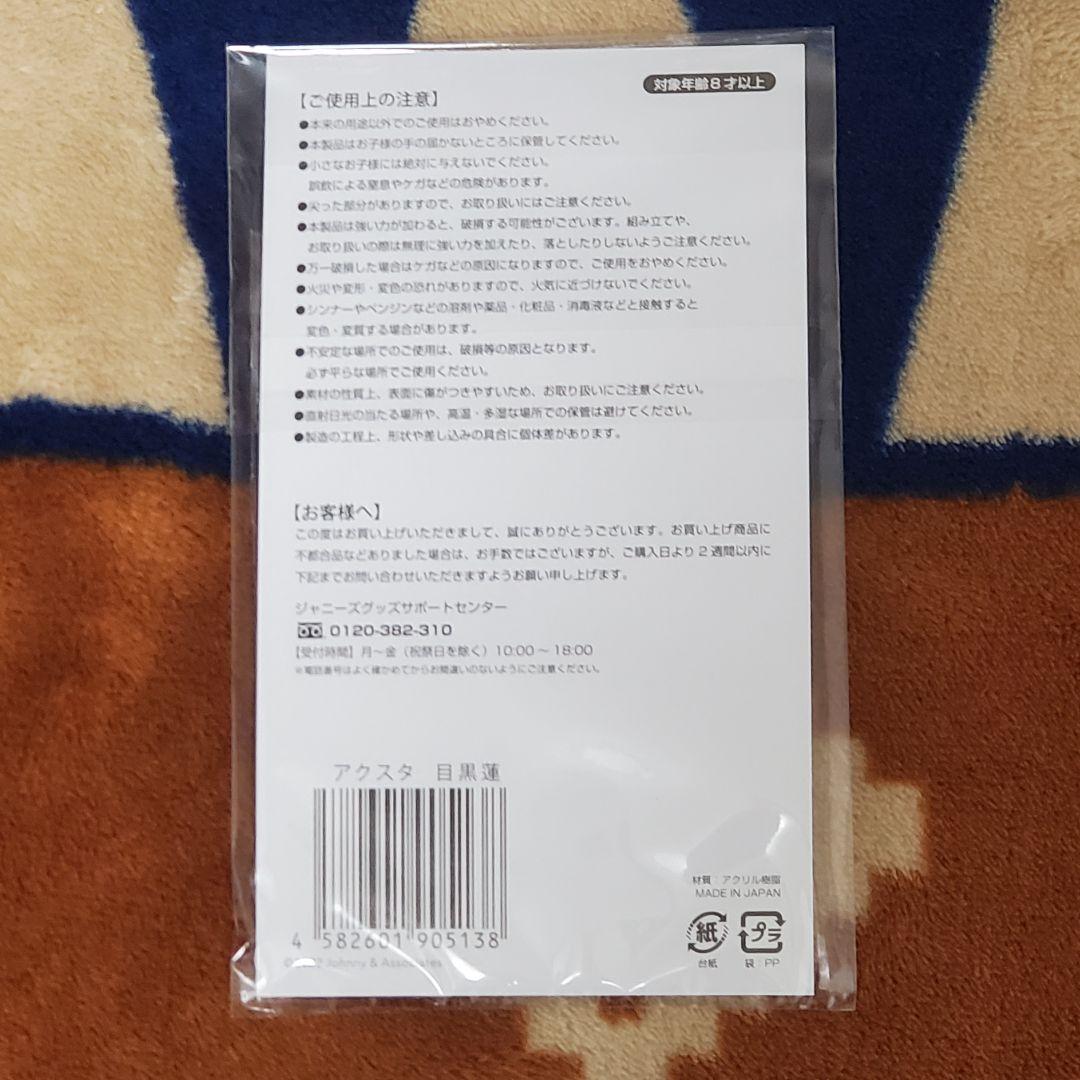 対象年齢8才以上
【ご使用上の注意】
●本来の用途以外でのご使用はおやめください。
●本製品はお子様の手の届かないところに保管してください。
●小さなお子様には絶対に与えないでください。
誤飲による窒息やケガなどの危険があります。
●尖った部分がありますので、お取り扱いにはご注意ください。
●本製品は強い力が加わると、破損する可能性がございます。組み立てや、
お取り扱いの際は無理に強い力を加えたり、落としたりしないようご注意ください。
●万一破損した場合はケガなどの原因になりますので、ご使用をおやめください。
●火災や変形・変色の恐れがありますので、火気に近づけないでください。
●シンナーやベンジンなどの溶剤や薬品・化粧品・消毒液などと接触すると
変色・変質する場合があります。
●不安定な場所でのご使用は、破損等の原因となります。
必ず平らな場所でご使用ください。
●素材の性質上、表面に傷がつきやすいため、お取り扱いにご注意ください。
●直射日光の当たる場所や、高温・多湿な場所での保管は避けてください。
●製造の工程上、形状や差し込みの具合に個体差があります。
【お客様へ】
この度はお買い上げいただきまして、誠にありがとうございます。お買い上げ商品に
不都合品などありました場合は、お手数ではございますが、ご購入日より2週間以内に
下記までお問い合わせいただきますようお願い申し上げます。
ジャニーズグッズサポートセンター
0120-382-310
【受付時間】月～金（祝祭日を除く）10:00～18:00
※電話番号はよく確かめてからお間違いのないようにご注意ください。
アクスタ 目黒蓮
4 582601 905138
© Johnny & Associates
材質：アクリル樹脂
MADE IN JAPAN
紙 プラ
台紙 袋：PP